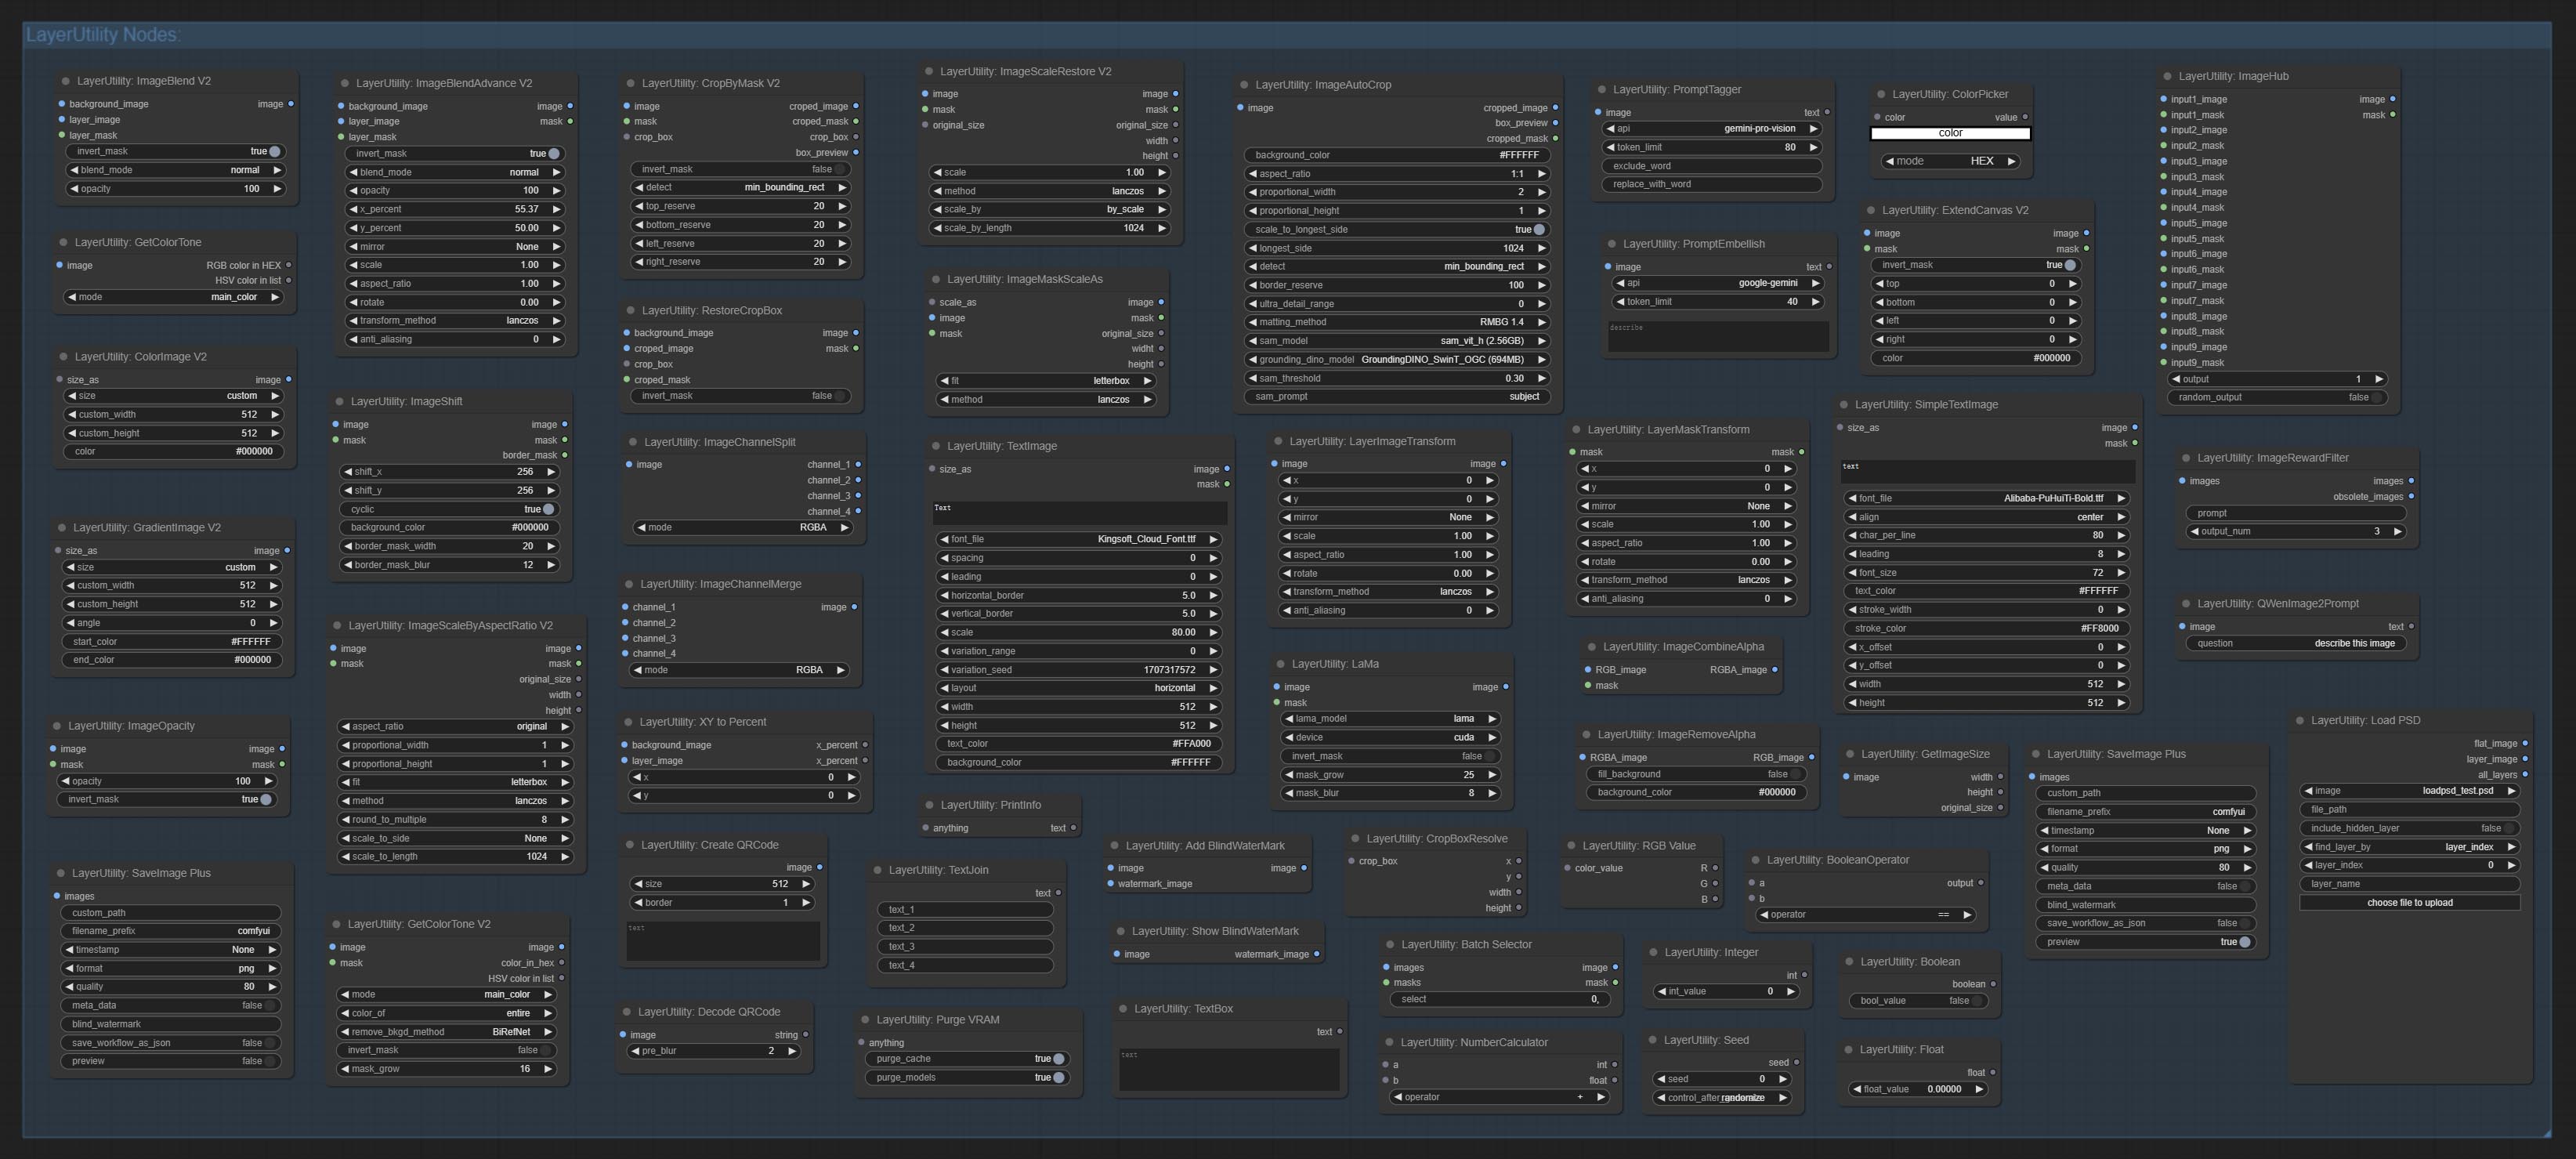 LayerUtility Nodes:
LayerUtility: ImageBlend V2
background_image image
layer_image
layer_mask
invert_mask true
blend_mode normal
opacity 100
LayerUtility: GetColorTone
image RGB color in HEX
HSV color in list
mode main_color
LayerUtility: ColorImage V2
size_as image
size custom
custom_width 512
custom_height 512
color #000000
LayerUtility: GradientImage V2
size_as image
size custom
custom_width 512
custom_height 512
angle 0
start_color #FFFFFF
end_color #000000
LayerUtility: ImageOpacity
image image
mask mask
opacity 100
invert_mask true
LayerUtility: SaveImage Plus
images
custom_path
filename_prefix comfyui
timestamp None
format png
quality 80
meta_data false
blind_watermark
save_workflow_as_json false
preview false
LayerUtility: ImageBlendAdvance V2
background_image image
layer_image mask
layer_mask
invert_mask true
blend_mode normal
opacity 100
x_percent 55.37
y_percent 50.00
mirror None
scale 1.00
aspect_ratio 1.00
rotate 0.00
transform_method lanczos
anti_aliasing 0
LayerUtility: ImageShift
image image
mask mask
border_mask
shift_x 256
shift_y 256
cyclic true
background_color #000000
border_mask_width 20
border_mask_blur 12
LayerUtility: ImageScaleByAspectRatio V2
image image
mask mask
original_size
width
height
aspect_ratio original
proportional_width 1
proportional_height 1
fit letterbox
method lanczos
round_to_multiple 8
scale_to_side None
scale_to_length 1024
LayerUtility: GetColorTone V2
image image
mask color_in_hex
HSV color in list
mode main_color
color_of entire
remove_bkgd_method BiRefNet
invert_mask false
mask_grow 16
LayerUtility: CropByMask V2
image croped_image
mask croped_mask
crop_box crop_box
box_preview
invert_mask false
detect min_bounding_rect
top_reserve 20
bottom_reserve 20
left_reserve 20
right_reserve 20
LayerUtility: RestoreCropBox
background_image image
croped_image mask
crop_box
croped_mask
invert_mask false
LayerUtility: ImageChannelSplit
image channel_1
channel_2
channel_3
channel_4
mode RGBA
LayerUtility: ImageChannelMerge
channel_1 image
channel_2
channel_3
channel_4
mode RGBA
LayerUtility: XY to Percent
background_image x_percent
layer_image x_percent
x 0
y 0
LayerUtility: Create QRCode
image
size 512
border 1
text
LayerUtility: Decode QRCode
image string
pre_blur 2
LayerUtility: ImageScaleRestore V2
image image
mask mask
original_size original_size
width
height
scale 1.00
method lanczos
scale_by by_scale
scale_by_length 1024
LayerUtility: ImageMaskScaleAs
scale_as image
image mask
mask original_size
widht
height
fit letterbox
method lanczos
LayerUtility: TextImage
size_as image
mask
Text
font_file Kingsoft_Cloud_Font.ttf
spacing 0
leading 0
horizontal_border 5.0
vertical_border 5.0
scale 80.00
variation_range 0
variation_seed 1707317572
layout horizontal
width 512
height 512
text_color #FFA000
background_color #FFFFFF
LayerUtility: PrintInfo
anything text
LayerUtility: TextJoin
text
text_1
text_2
text_3
text_4
LayerUtility: Purge VRAM
anything
purge_cache true
purge_models true
LayerUtility: ImageAutoCrop
image cropped_image
box_preview
cropped_mask
background_color #FFFFFF
aspect_ratio 1:1
proportional_width 2
proportional_height 1
scale_to_longest_side true
longest_side 1024
detect min_bounding_rect
border_reserve 100
ultra_detail_range 0
matting_method RMBG 1.4
sam_model sam_vit_h (2.56GB)
grounding_dino_model GroundingDINO_SwinT_OGC (694MB)
sam_threshold 0.30
sam_prompt subject
LayerUtility: LayerImageTransform
image image
x 0
y 0
mirror None
scale 1.00
aspect_ratio 1.00
rotate 0.00
transform_method lanczos
anti_aliasing 0
LayerUtility: LaMa
image image
mask
lama_model lama
device cuda
invert_mask false
mask_grow 25
mask_blur 8
LayerUtility: Add BlindWaterMark
image image
watermark_image
LayerUtility: Show BlindWaterMark
image watermark_image
LayerUtility: TextBox
text
text
LayerUtility: CropBoxResolve
crop_box x
y
width
height
LayerUtility: Batch Selector
images image
masks mask
select 0,
LayerUtility: NumberCalculator
a int
b float
operator +
LayerUtility: PromptTagger
image text
api gemini-pro-vision
token_limit 80
exclude_word
replace_with_word
LayerUtility: PromptEmbellish
image text
api google-gemini
token_limit 40
describe
LayerUtility: LayerMaskTransform
mask mask
x 0
y 0
mirror None
scale 1.00
aspect_ratio 1.00
rotate 0.00
transform_method lanczos
anti_aliasing 0
LayerUtility: ImageCombineAlpha
RGB_image RGBA_image
mask
LayerUtility: ImageRemoveAlpha
RGBA_image RGB_image
fill_background false
background_color #000000
LayerUtility: RGB Value
color_value R
G
B
LayerUtility: Integer
int
int_value 0
LayerUtility: Seed
seed
seed 0
control_after randomize
LayerUtility: ColorPicker
color value
color
mode HEX
LayerUtility: ExtendCanvas V2
image image
mask mask
invert_mask true
top 0
bottom 0
left 0
right 0
color #000000
LayerUtility: SimpleTextImage
size_as image
mask
text
font_file Alibaba-PuHuiTi-Bold.ttf
align center
char_per_line 80
leading 8
font_size 72
text_color #FFFFFF
stroke_width 0
stroke_color #FF8000
x_offset 0
y_offset 0
width 512
height 512
LayerUtility: GetImageSize
image width
height
original_size
LayerUtility: BooleanOperator
a output
b
operator ==
LayerUtility: Boolean
boolean
bool_value false
LayerUtility: Float
float
float_value 0.00000
LayerUtility: SaveImage Plus
images
custom_path
filename_prefix comfyui
timestamp None
format png
quality 80
meta_data false
blind_watermark
save_workflow_as_json false
preview true
LayerUtility: ImageHub
input1_image image
input1_mask mask
input2_image
input2_mask
input3_image
input3_mask
input4_image
input4_mask
input5_image
input5_mask
input6_image
input6_mask
input7_image
input7_mask
input8_image
input8_mask
input9_image
input9_mask
output 1
random_output false
LayerUtility: ImageRewardFilter
images images
obsolete_images
prompt
output_num 3
LayerUtility: QWenImage2Prompt
image text
question describe this image
LayerUtility: Load PSD
flat_image
layer_image
all_layers
image loadpsd_test.psd
file_path
include_hidden_layer false
find_layer_by layer_index
layer_index 0
layer_name
choose file to upload